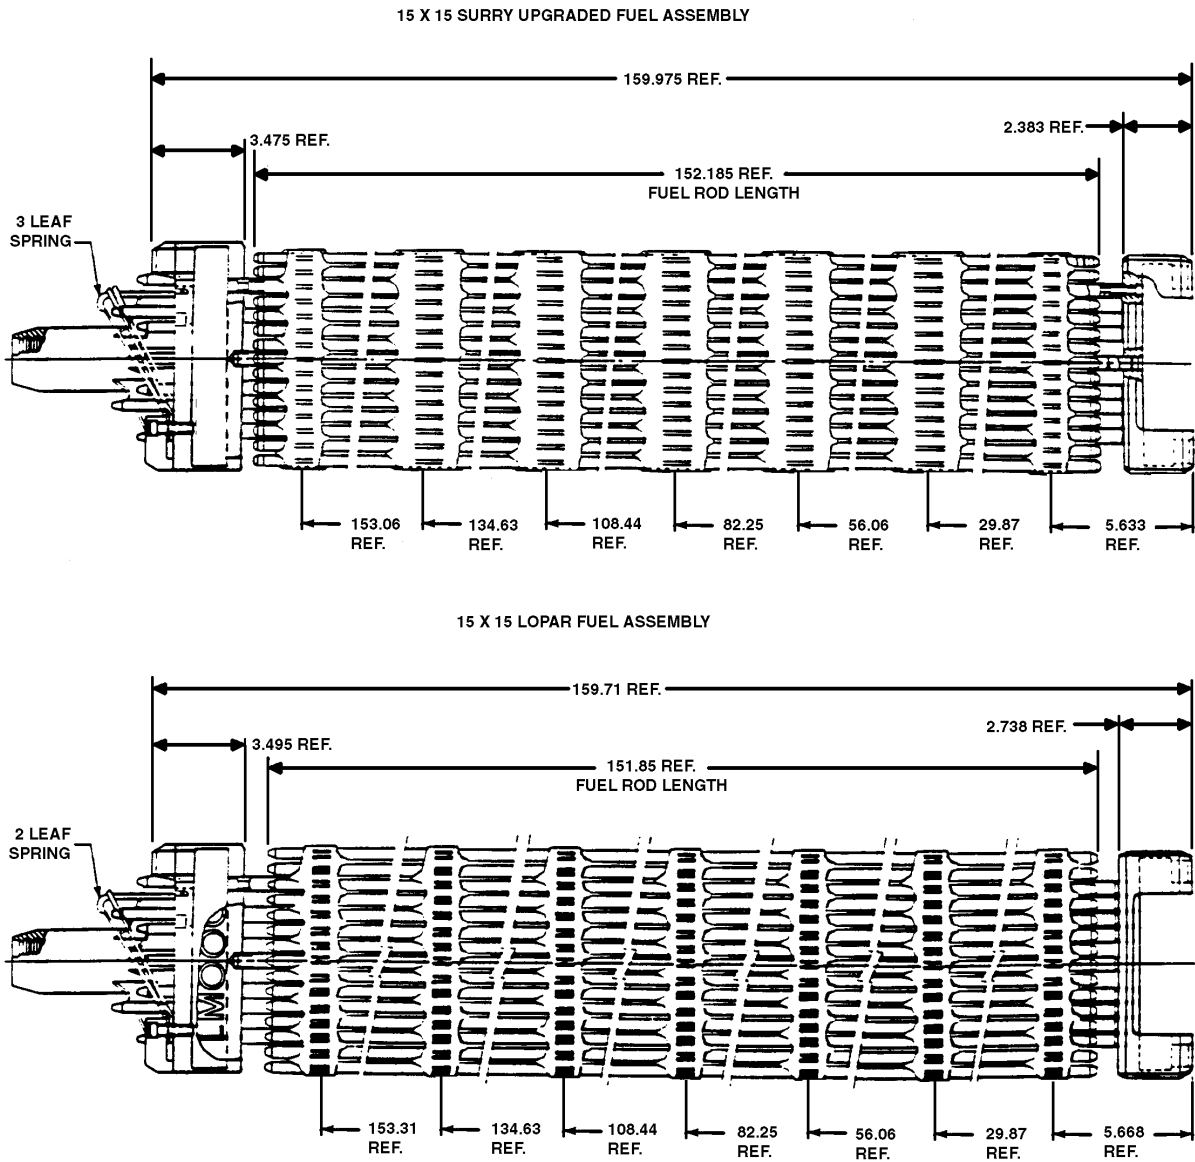 15 X 15 SURRY UPGRADED FUEL ASSEMBLY
159.975 REF.
2.383 REF.
3.475 REF.
152.185 REF.
FUEL ROD LENGTH
3 LEAF
SPRING
153.06
REF.
134.63
REF.
108.44
REF.
82.25
REF.
56.06
REF.
29.87
REF.
5.633
REF.
15 X 15 LOPAR FUEL ASSEMBLY
159.71 REF.
2.738 REF.
3.495 REF.
151.85 REF.
FUEL ROD LENGTH
2 LEAF
SPRING
153.31
REF.
134.63
REF.
108.44
REF.
82.25
REF.
56.06
REF.
29.87
REF.
5.668
REF.